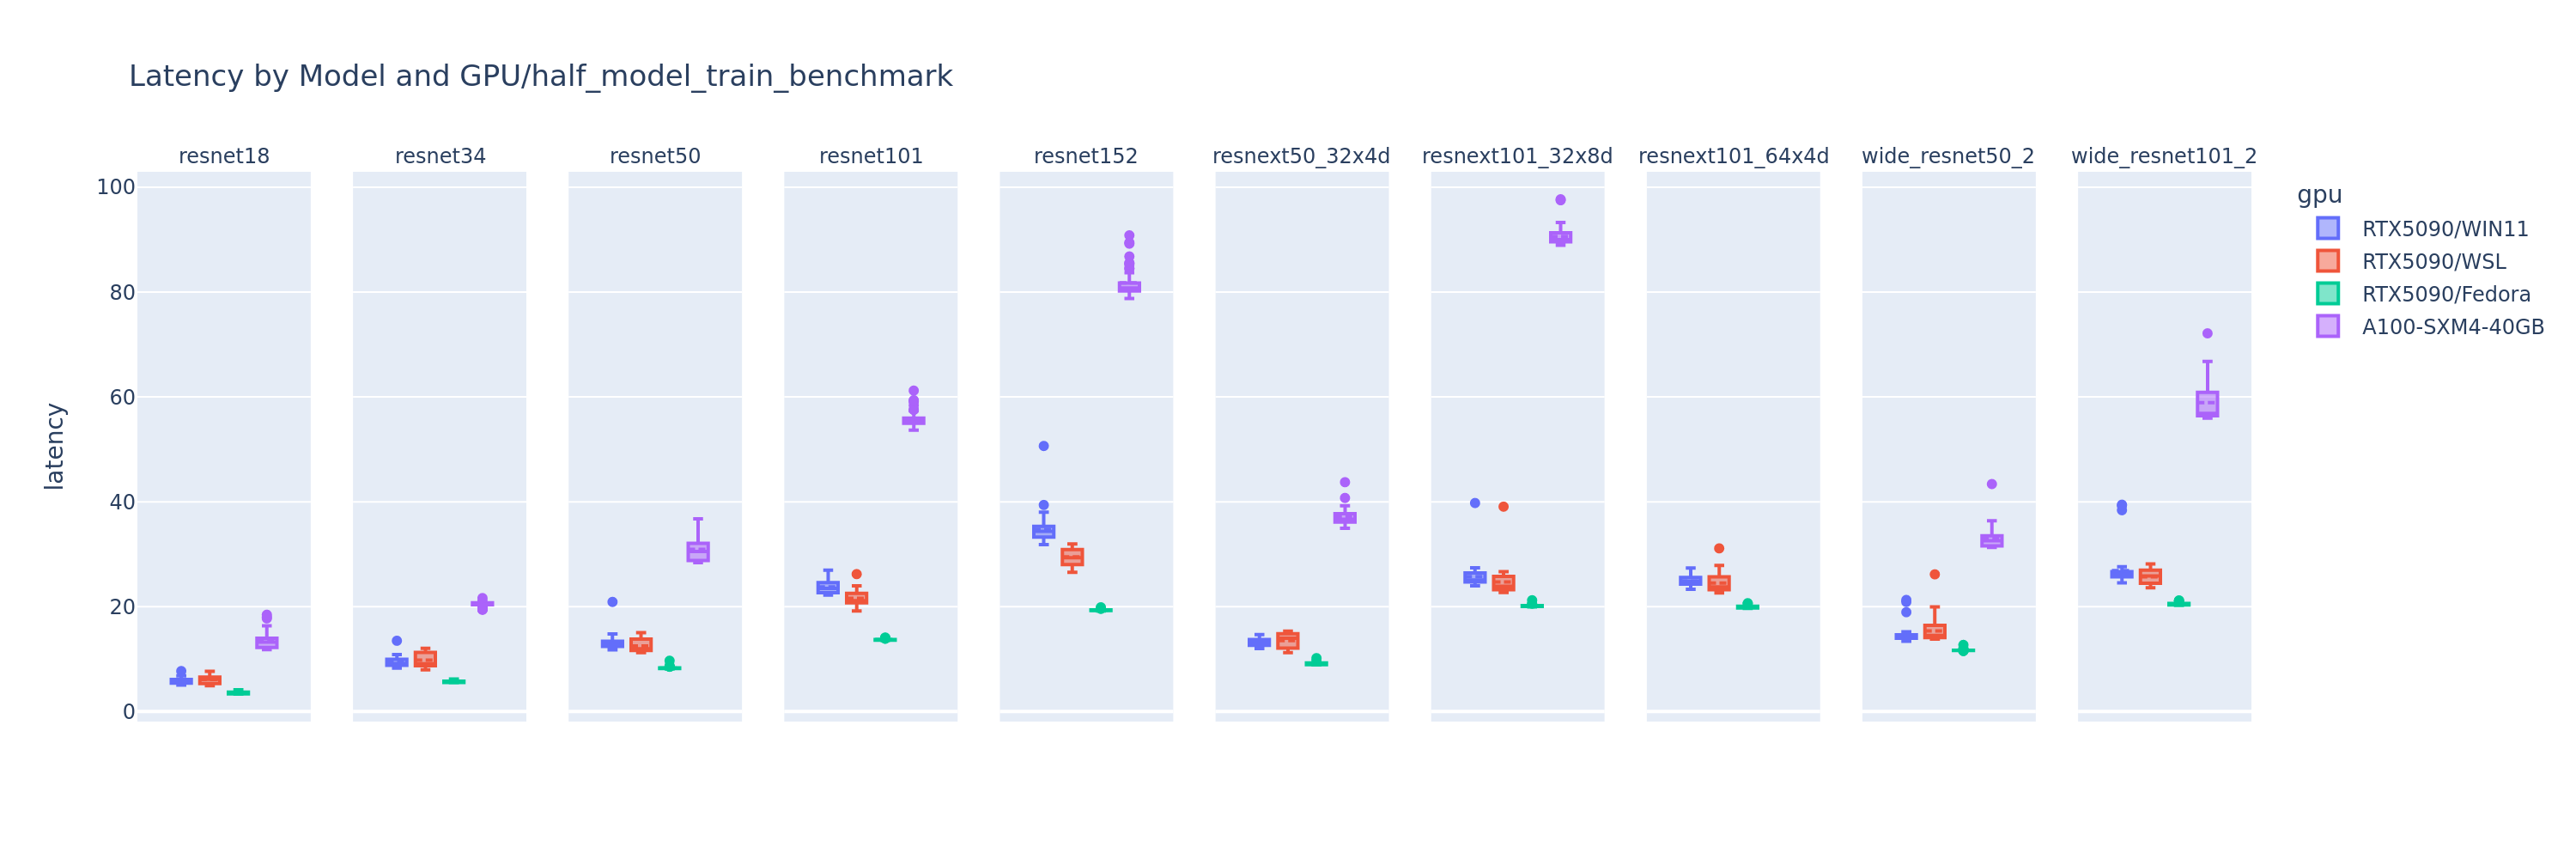 Latency by Model and GPU/half_model_train_benchmark
resnet18
resnet34
resnet50
resnet101
resnet152
resnext50_32x4d
resnext101_32x8d
resnext101_64x4d
wide_resnet50_2
wide_resnet101_2
100
80
60
40
20
0
latency
gpu
RTX5090/WIN11
RTX5090/WSL
RTX5090/Fedora
A100-SXM4-40GB